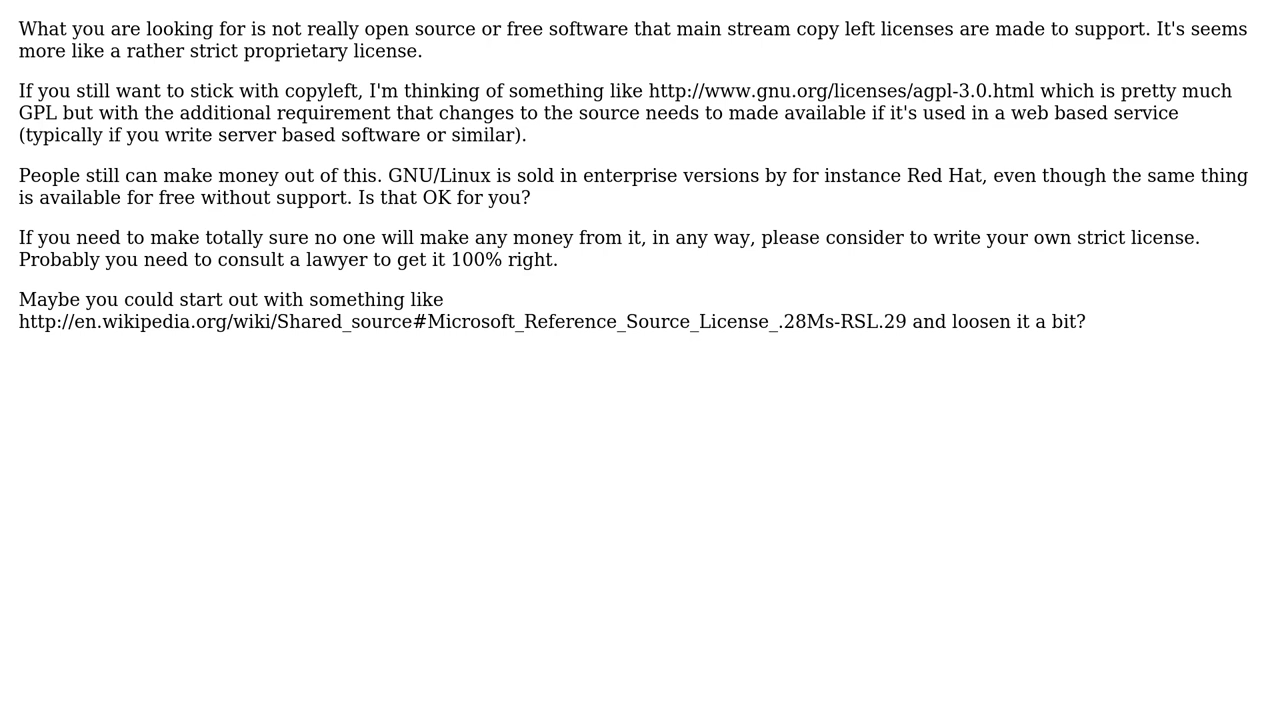 What you are looking for is not really open source or free software that main stream copy left licenses are made to support. It's seems
more like a rather strict proprietary license.
If you still want to stick with copyleft, I'm thinking of something like http://www.gnu.org/licenses/agpl-3.0.html which is pretty much
GPL but with the additional requirement that changes to the source needs to made available if it's used in a web based service
(typically if you write server based software or similar).
People still can make money out of this. GNU/Linux is sold in enterprise versions by for instance Red Hat, even though the same thing
is available for free without support. Is that OK for you?
If you need to make totally sure no one will make any money from it, in any way, please consider to write your own strict license.
Probably you need to consult a lawyer to get it 100% right.
Maybe you could start out with something like
http://en.wikipedia.org/wiki/Shared_source#Microsoft_Reference_Source_License_.28Ms-RSL.29 and loosen it a bit?